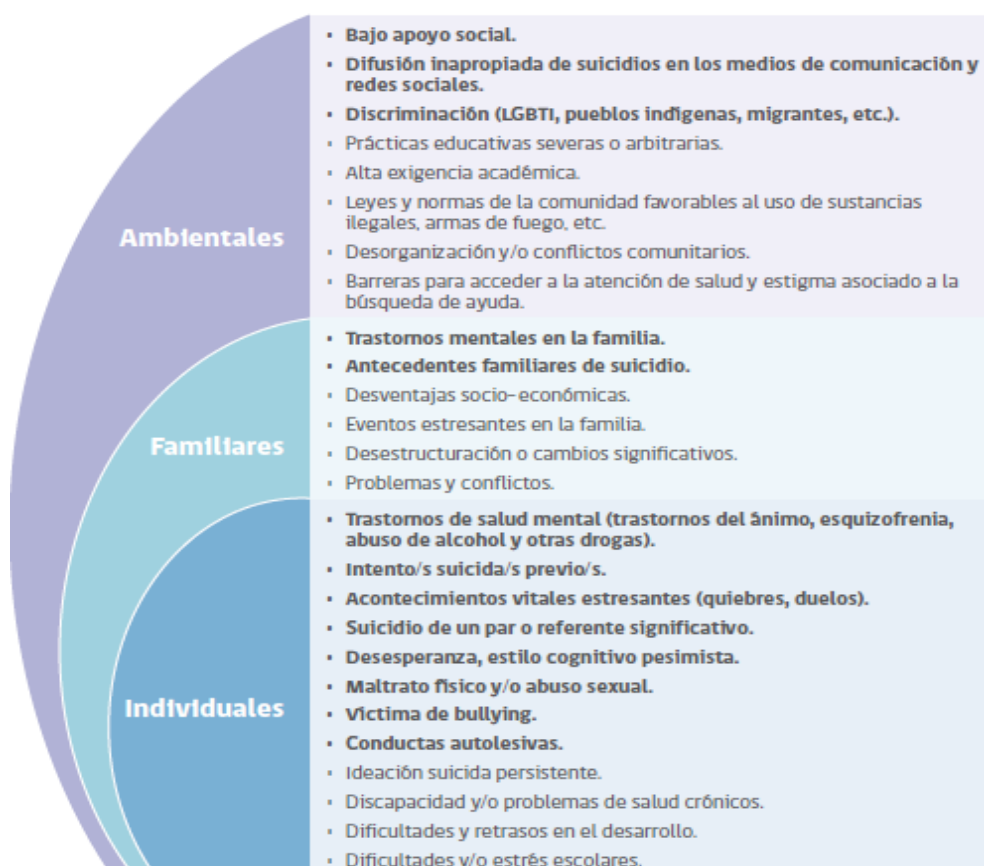 • Bajo apoyo social.
• Difusión inapropiada de suicidios en los medios de comunicación y
redes sociales.
• Discriminación (LGBTI, pueblos indígenas, migrantes, etc.).
• Prácticas educativas severas o arbitrarias.
• Alta exigencia académica.
• Leyes y normas de la comunidad favorables al uso de sustancias
ilegales, armas de fuego, etc.
• Desorganización y/o conflictos comunitarios.
• Barreras para acceder a la atención de salud y estigma asociado a la
búsqueda de ayuda.
Ambientales
• Trastornos mentales en la familia.
• Antecedentes familiares de suicidio.
• Desventajas socio-económicas.
• Eventos estresantes en la familia.
• Desestructuración o cambios significativos.
• Problemas y conflictos.
Familiares
• Trastornos de salud mental (trastornos del ánimo, esquizofrenia,
abuso de alcohol y otras drogas).
• Intento/s suicida/s previo/s.
• Acontecimientos vitales estresantes (quiebres, duelos).
• Suicidio de un par o referente significativo.
• Desesperanza, estilo cognitivo pesimista.
• Maltrato físico y/o abuso sexual.
• Víctima de bullying.
• Conductas autolesivas.
• Ideación suicida persistente.
• Discapacidad y/o problemas de salud crónicos.
• Dificultades y retrasos en el desarrollo.
• Dificultades y/o estrés escolares.
Individuales